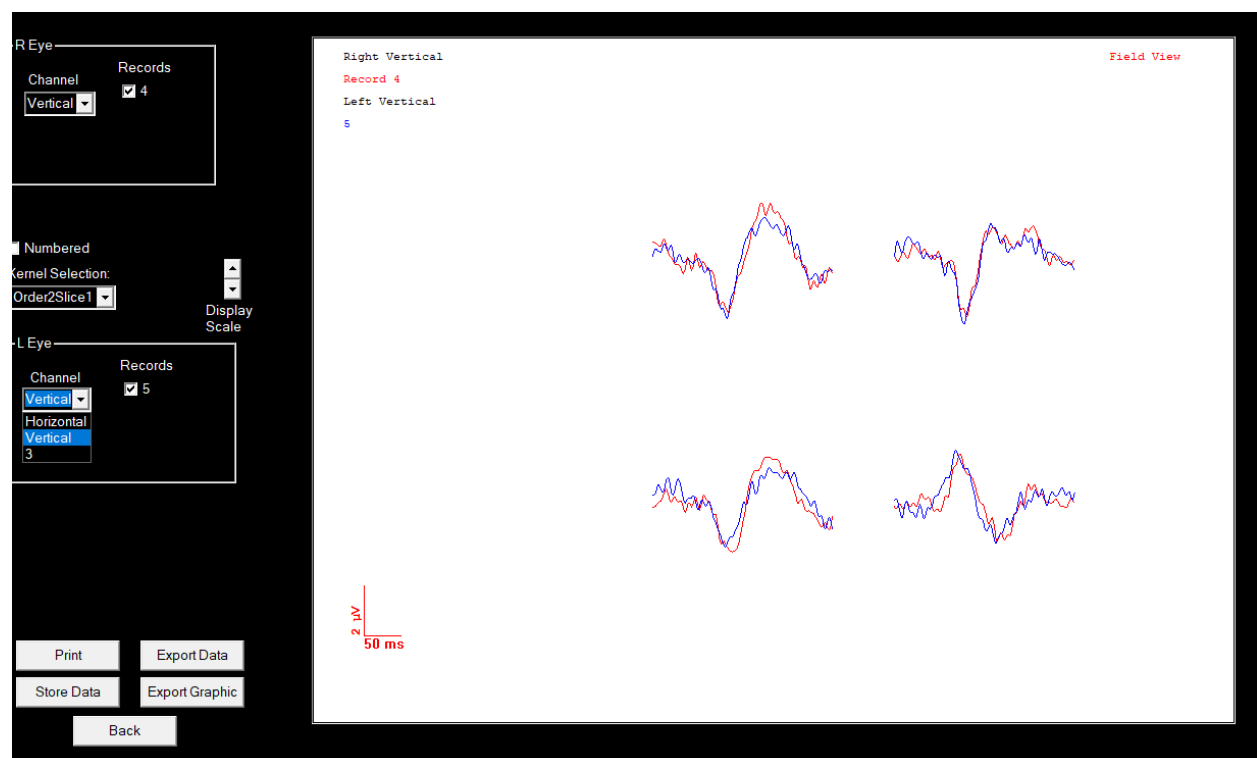 R Eye
Channel
Records
Vertical
4
Numbered
Kernel Selection:
Order2Slice1
Display
Scale
L Eye
Channel
Records
Vertical
5
Horizontal
Vertical
3
Print
Export Data
Store Data
Export Graphic
Back
Right Vertical
Field View
Record 4
Left Vertical
5
2 µV
50 ms